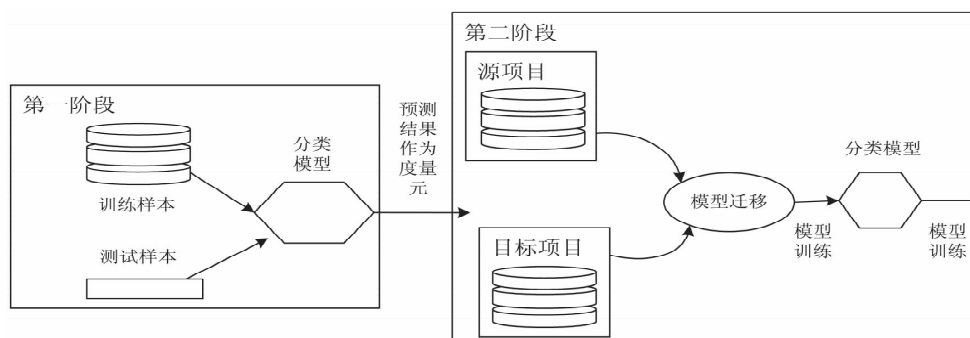 第一阶段
训练样本
测试样本
分类
模型
预测
结果
作为
度量
元
第二阶段
源项目
目标项目
模型迁移
模型
训练
分类模型
模型
训练